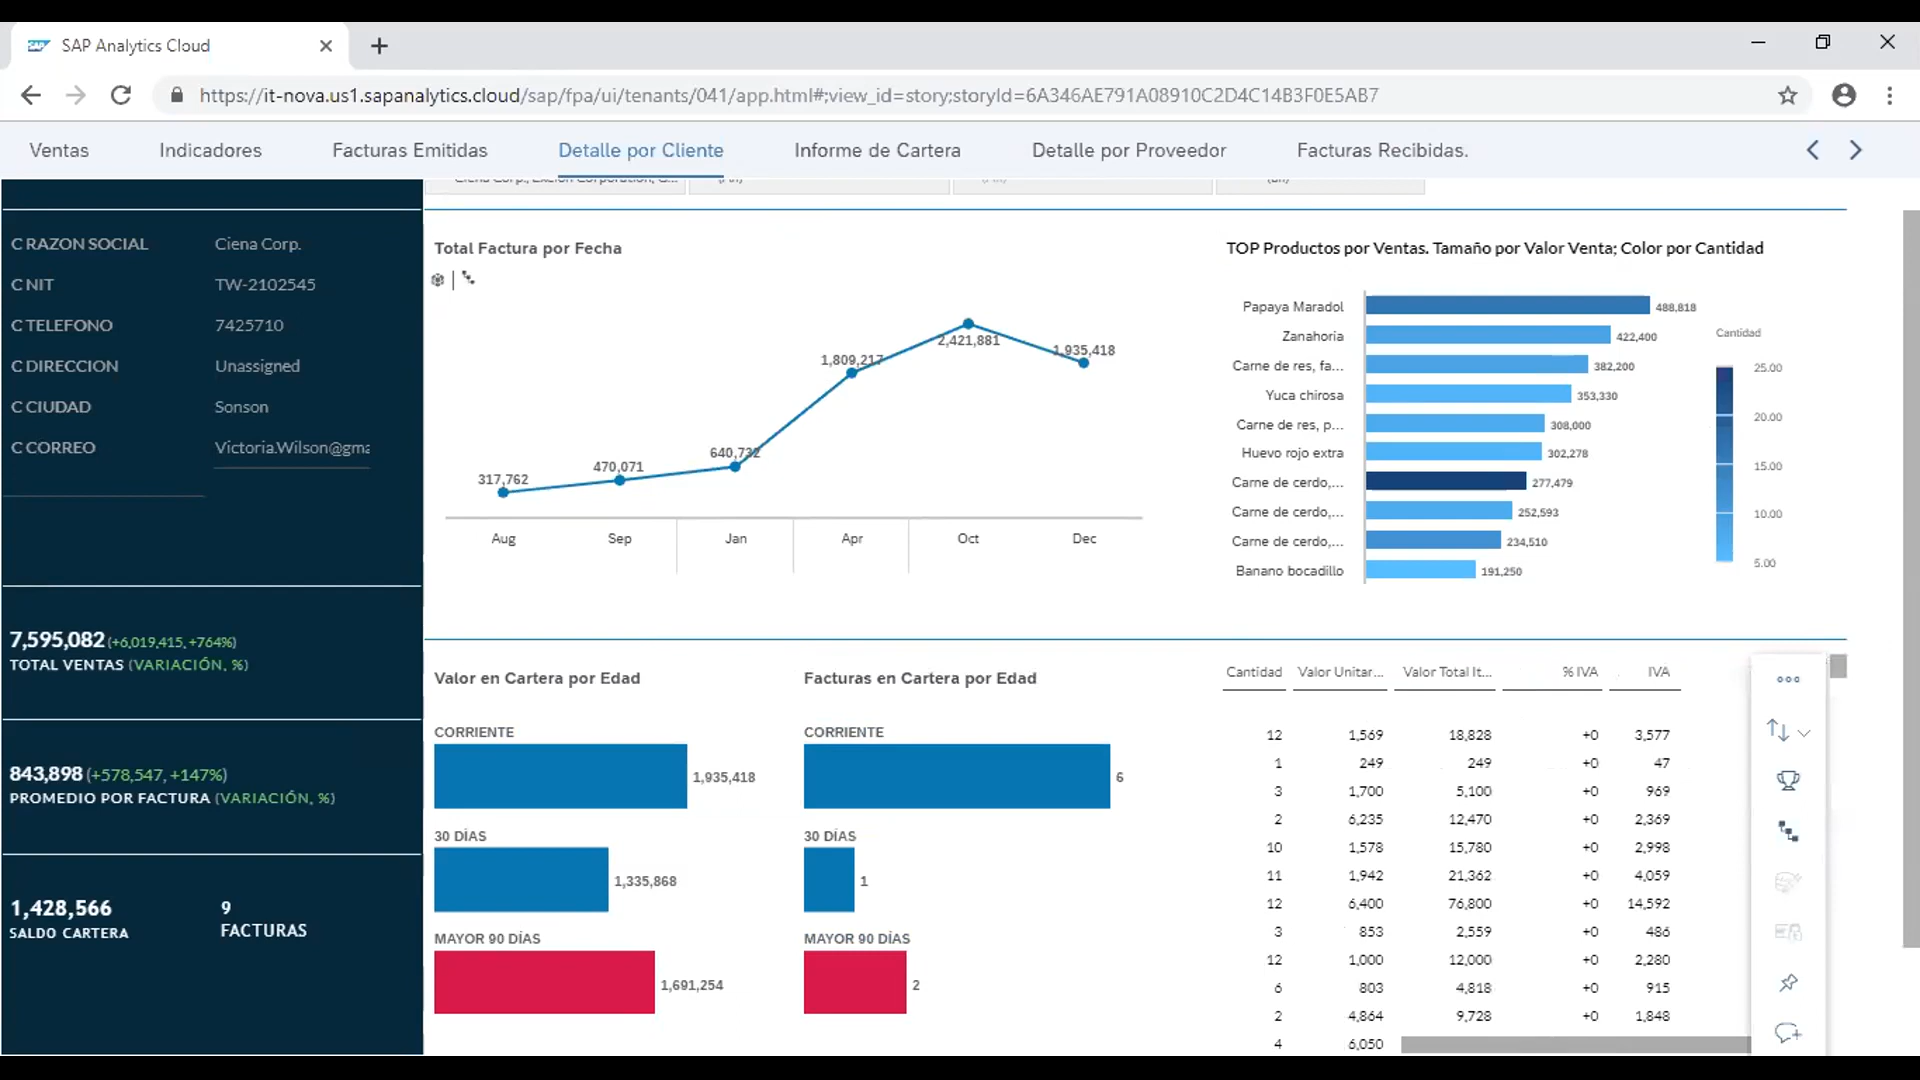 SAP Analytics Cloud
https://it-nova.us1.sapanalytics.cloud/sap/fpa/ui/tenants/041/app.html#;view_id=story;storyId=6A346AE791A08910C2D4C14B3F0E5AB7
Ventas Indicadores Facturas Emitidas Detalle por Cliente Informe de Cartera Detalle por Proveedor Facturas Recibidas.
C RAZON SOCIAL Ciena Corp.
C NIT TW-2102545
C TELEFONO 7425710
C DIRECCION Unassigned
C CIUDAD Sonson
C CORREO Victoria.Wilson@gma
7,595,082 (+6,019,415, +764%)
TOTAL VENTAS (VARIACIÓN, %)
843,898 (+578,547, +147%)
PROMEDIO POR FACTURA (VARIACIÓN, %)
1,428,566 9
SALDO CARTERA FACTURAS
Total Factura por Fecha
317,762 470,071 640,732 1,809,217 2,421,881 1,935,418
Aug Sep Jan Apr Oct Dec
TOP Productos por Ventas. Tamaño por Valor Venta; Color por Cantidad
Papaya Maradol 488,818
Zanahoria 422,400
Carne de res, fa... 382,200
Yuca chirosa 353,330
Carne de res, p... 308,000
Huevo rojo extra 302,278
Carne de cerdo,... 277,479
Carne de cerdo,... 252,593
Carne de cerdo,... 234,510
Banano bocadillo 191,250
Cantidad
25.00
20.00
15.00
10.00
5.00
Valor en Cartera por Edad
CORRIENTE
1,935,418
30 DÍAS
1,335,868
MAYOR 90 DÍAS
1,691,254
Facturas en Cartera por Edad
CORRIENTE
6
30 DÍAS
1
MAYOR 90 DÍAS
2
Cantidad Valor Unitar... Valor Total It... % IVA IVA
12 1,569 18,828 +0 3,577
1 249 249 +0 47
3 1,700 5,100 +0 969
2 6,235 12,470 +0 2,369
10 1,578 15,780 +0 2,998
11 1,942 21,362 +0 4,059
12 6,400 76,800 +0 14,592
3 853 2,559 +0 486
12 1,000 12,000 +0 2,280
6 803 4,818 +0 915
2 4,864 9,728 +0 1,848
4 6,050